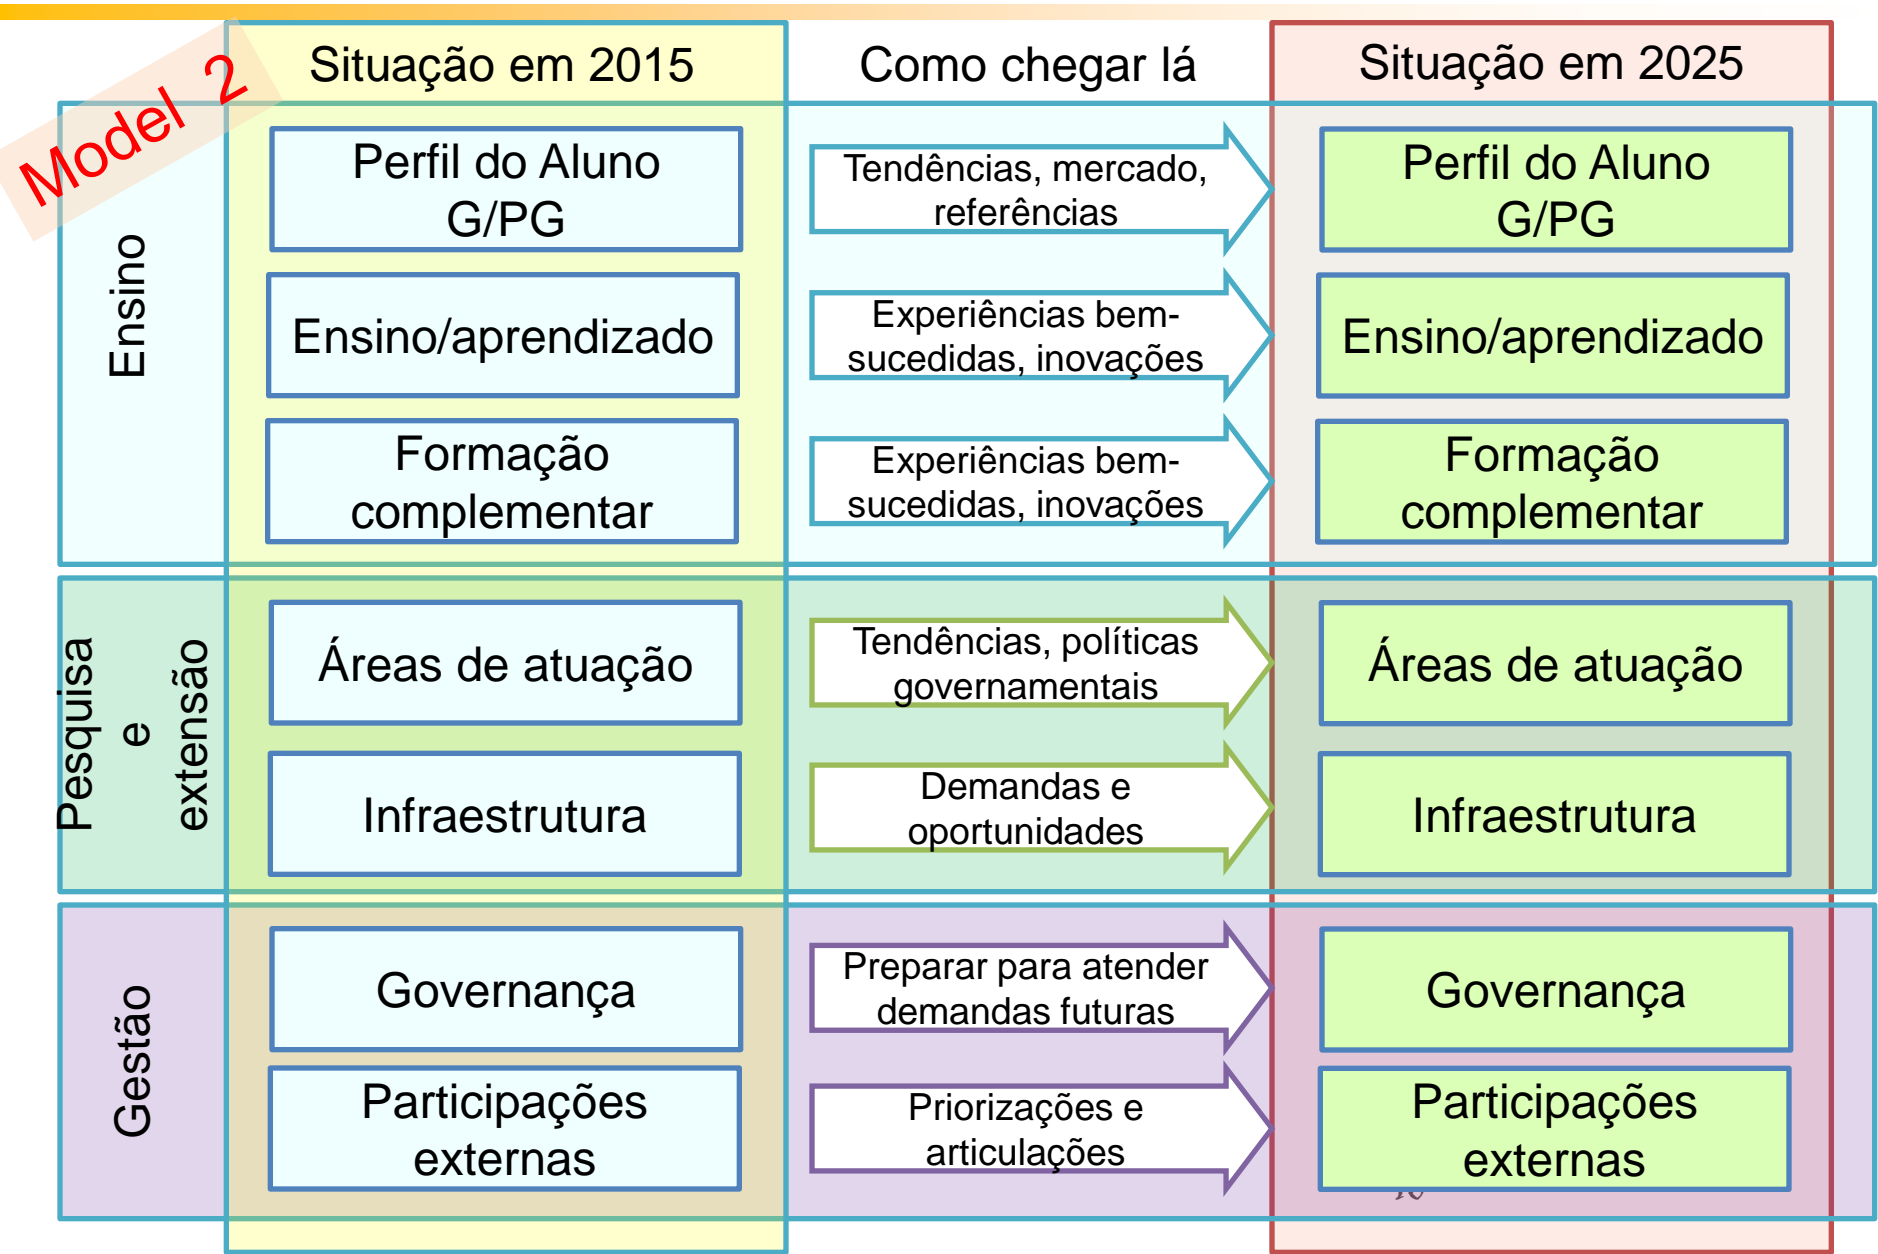 Model 2
Situação em 2015
Como chegar lá
Situação em 2025
Ensino
Perfil do Aluno
G/PG
Tendências, mercado,
referências
Perfil do Aluno
G/PG
Ensino/aprendizado
Experiências bem-
sucedidas, inovações
Ensino/aprendizado
Formação
complementar
Experiências bem-
sucedidas, inovações
Formação
complementar
Pesquisa
e
extensão
Áreas de atuação
Tendências, políticas
governamentais
Áreas de atuação
Infraestrutura
Demandas e
oportunidades
Infraestrutura
Gestão
Governança
Preparar para atender
demandas futuras
Governança
Participações
externas
Priorizações e
articulações
Participações
externas